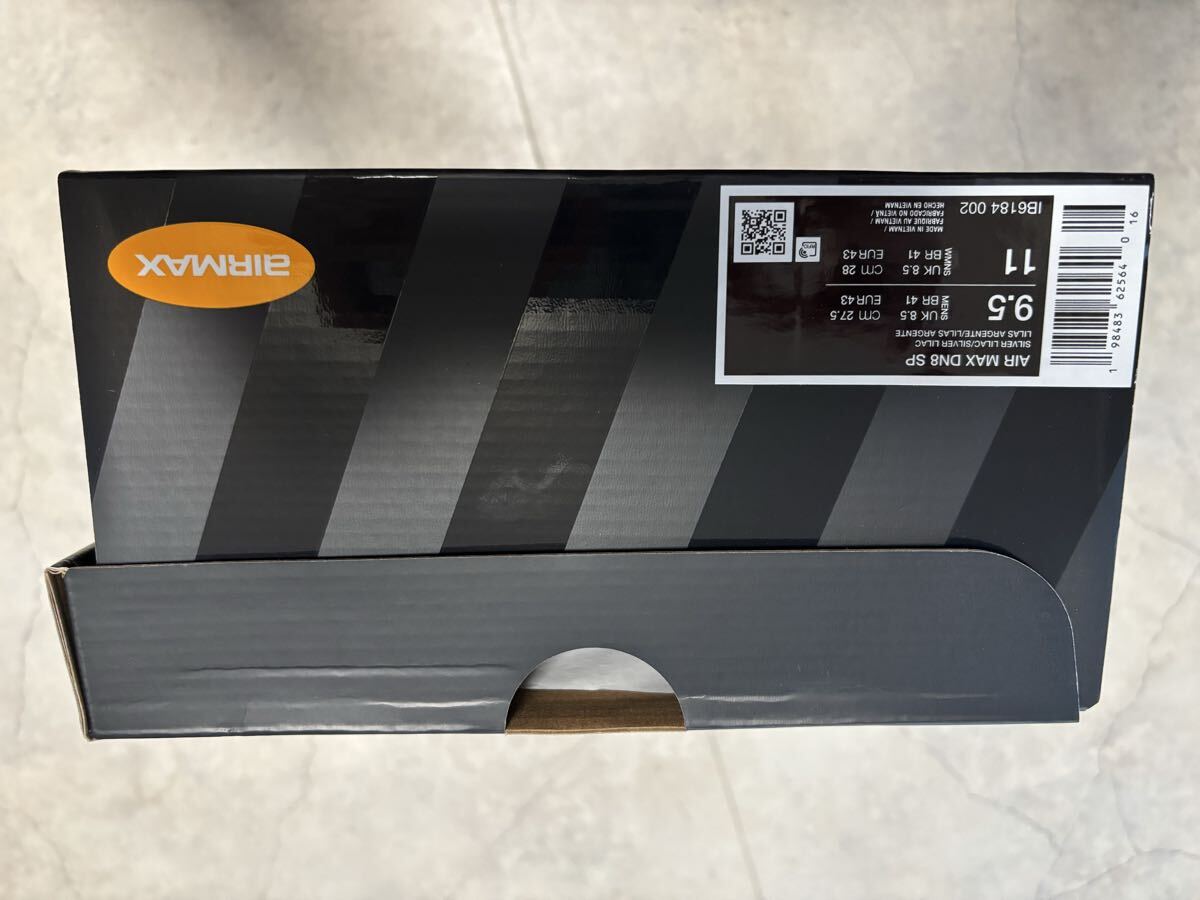 AIR MAX DN8 SP
SILVER LILAC/SILVER LILAC
LILAS ARGENTE/LILAS ARGENTE
9.5
MENS
UK 8.5
BR 41
EUR 43
cm 27.5
11
WMNS
UK 8.5
BR 41
EUR 43
cm 28
IB6184 002
MADE IN VIETNAM /
FABRIQUE AU VIETNAM /
FABRICADO NO VIETNÃ /
HECHO EN VIETNAM
1 98483 62564 0 16
AIRMAX